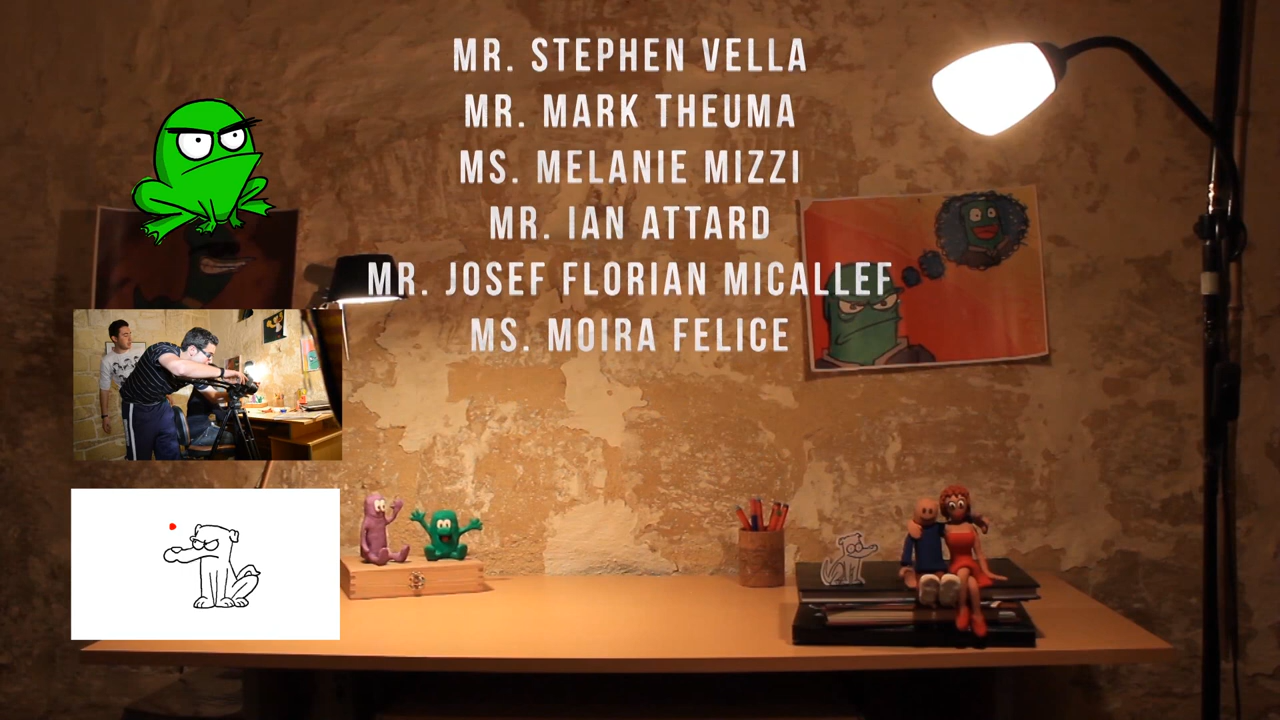 MR. STEPHEN VELLA
MR. MARK THEUMA
MS. MELANIE MIZZI
MR. IAN ATTARD
MR. JOSEF FLORIAN MICALLEF
MS. MOIRA FELICE